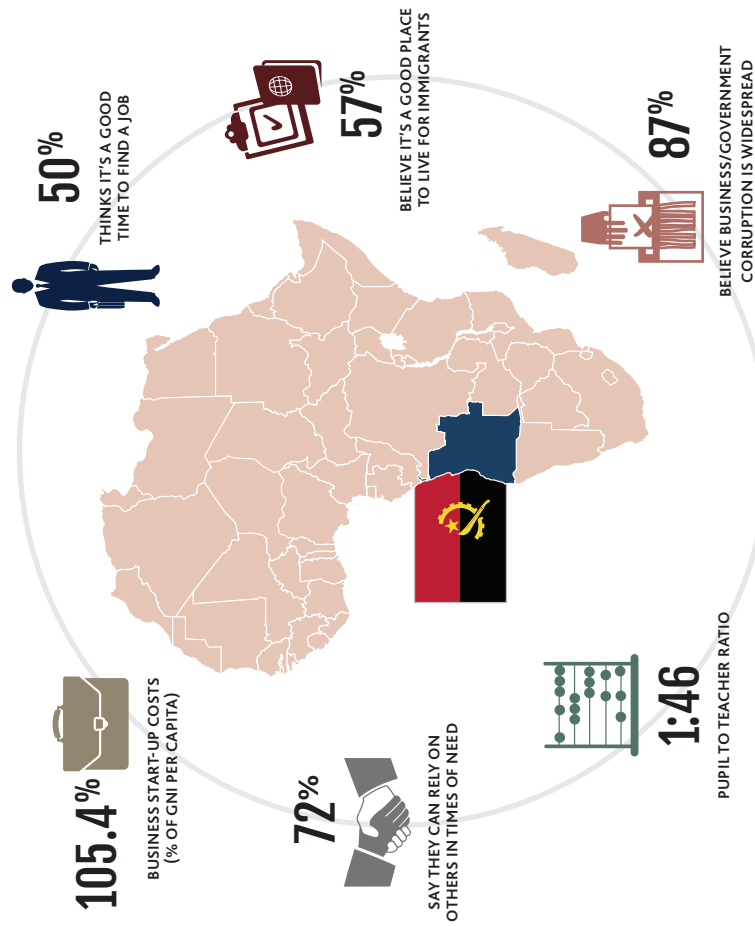 105.4%
BUSINESS START-UP COSTS
(% OF GNI PER CAPITA)
50%
THINKS IT'S A GOOD
TIME TO FIND A JOB
72%
SAY THEY CAN RELY ON
OTHERS IN TIMES OF NEED
57%
BELIEVE IT'S A GOOD PLACE
TO LIVE FOR IMMIGRANTS
1:46
PUPIL TO TEACHER RATIO
87%
BELIEVE BUSINESS/GOVERNMENT
CORRUPTION IS WIDESPREAD